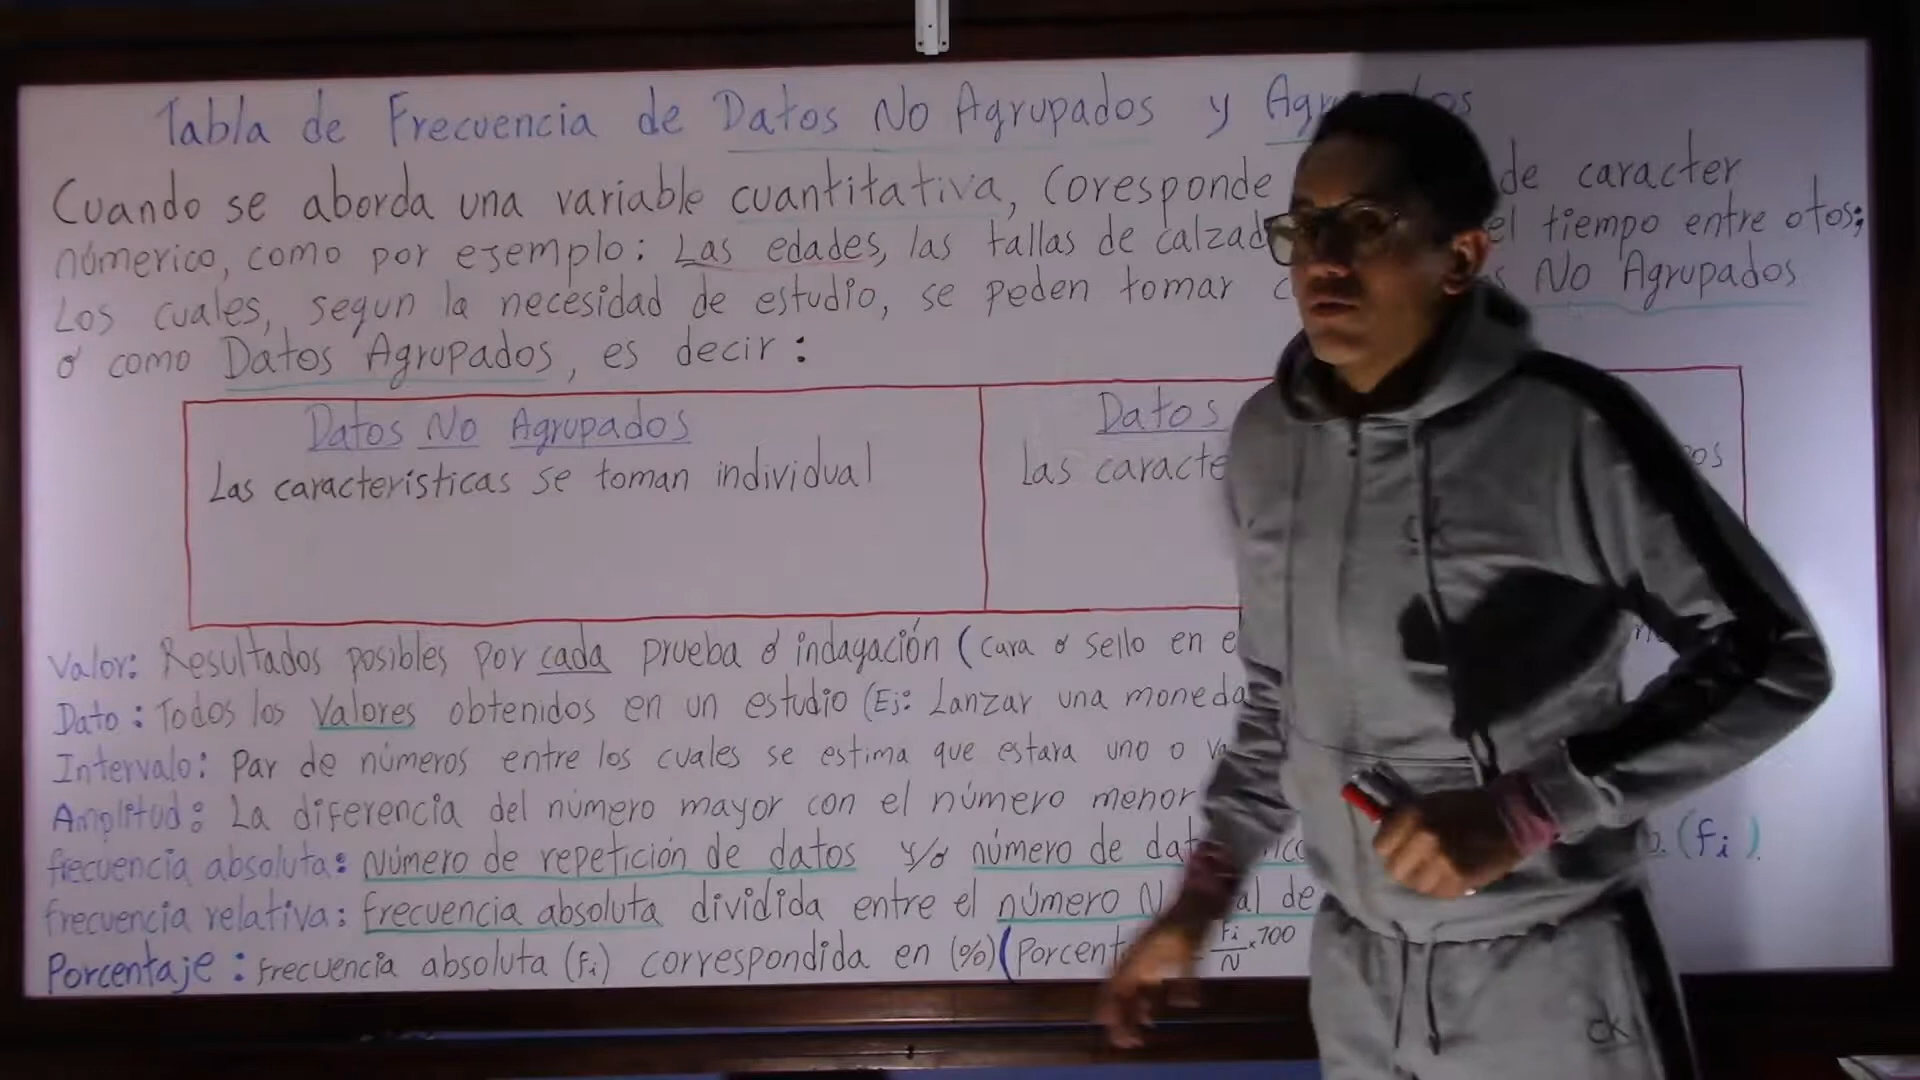 Tabla de Frecuencia de Datos No Agrupados y
Cuando se aborda una variable cuantitativa, Coresponde de caracter
númerico, como por ejemplo: Las edades, las tallas de el tiempo entre otos;
Los cuales, segun la necesidad de estudio, se peden tomar No Agrupados
ó como Datos Agrupados, es decir:
Datos No Agrupados
Las características se toman individual
Datos
Las
Valor: Resultados posibles por cada prueba ó indagación (cara o sello en
Dato: Todos los Valores obtenidos en un estudio (Ej: Lanzar una moneda
Intervalo: Par de números entre los cuales se estima que estara uno o
Amplitud: La diferencia del número mayor con el número menor
frecuencia absoluta: Número de repetición de datos y/ó número de (fi).
frecuencia relativa: frecuencia absoluta dividida entre el número N de
Porcentaje: frecuencia absoluta (fi) correspondida en (%) ( fi/N x100
CK